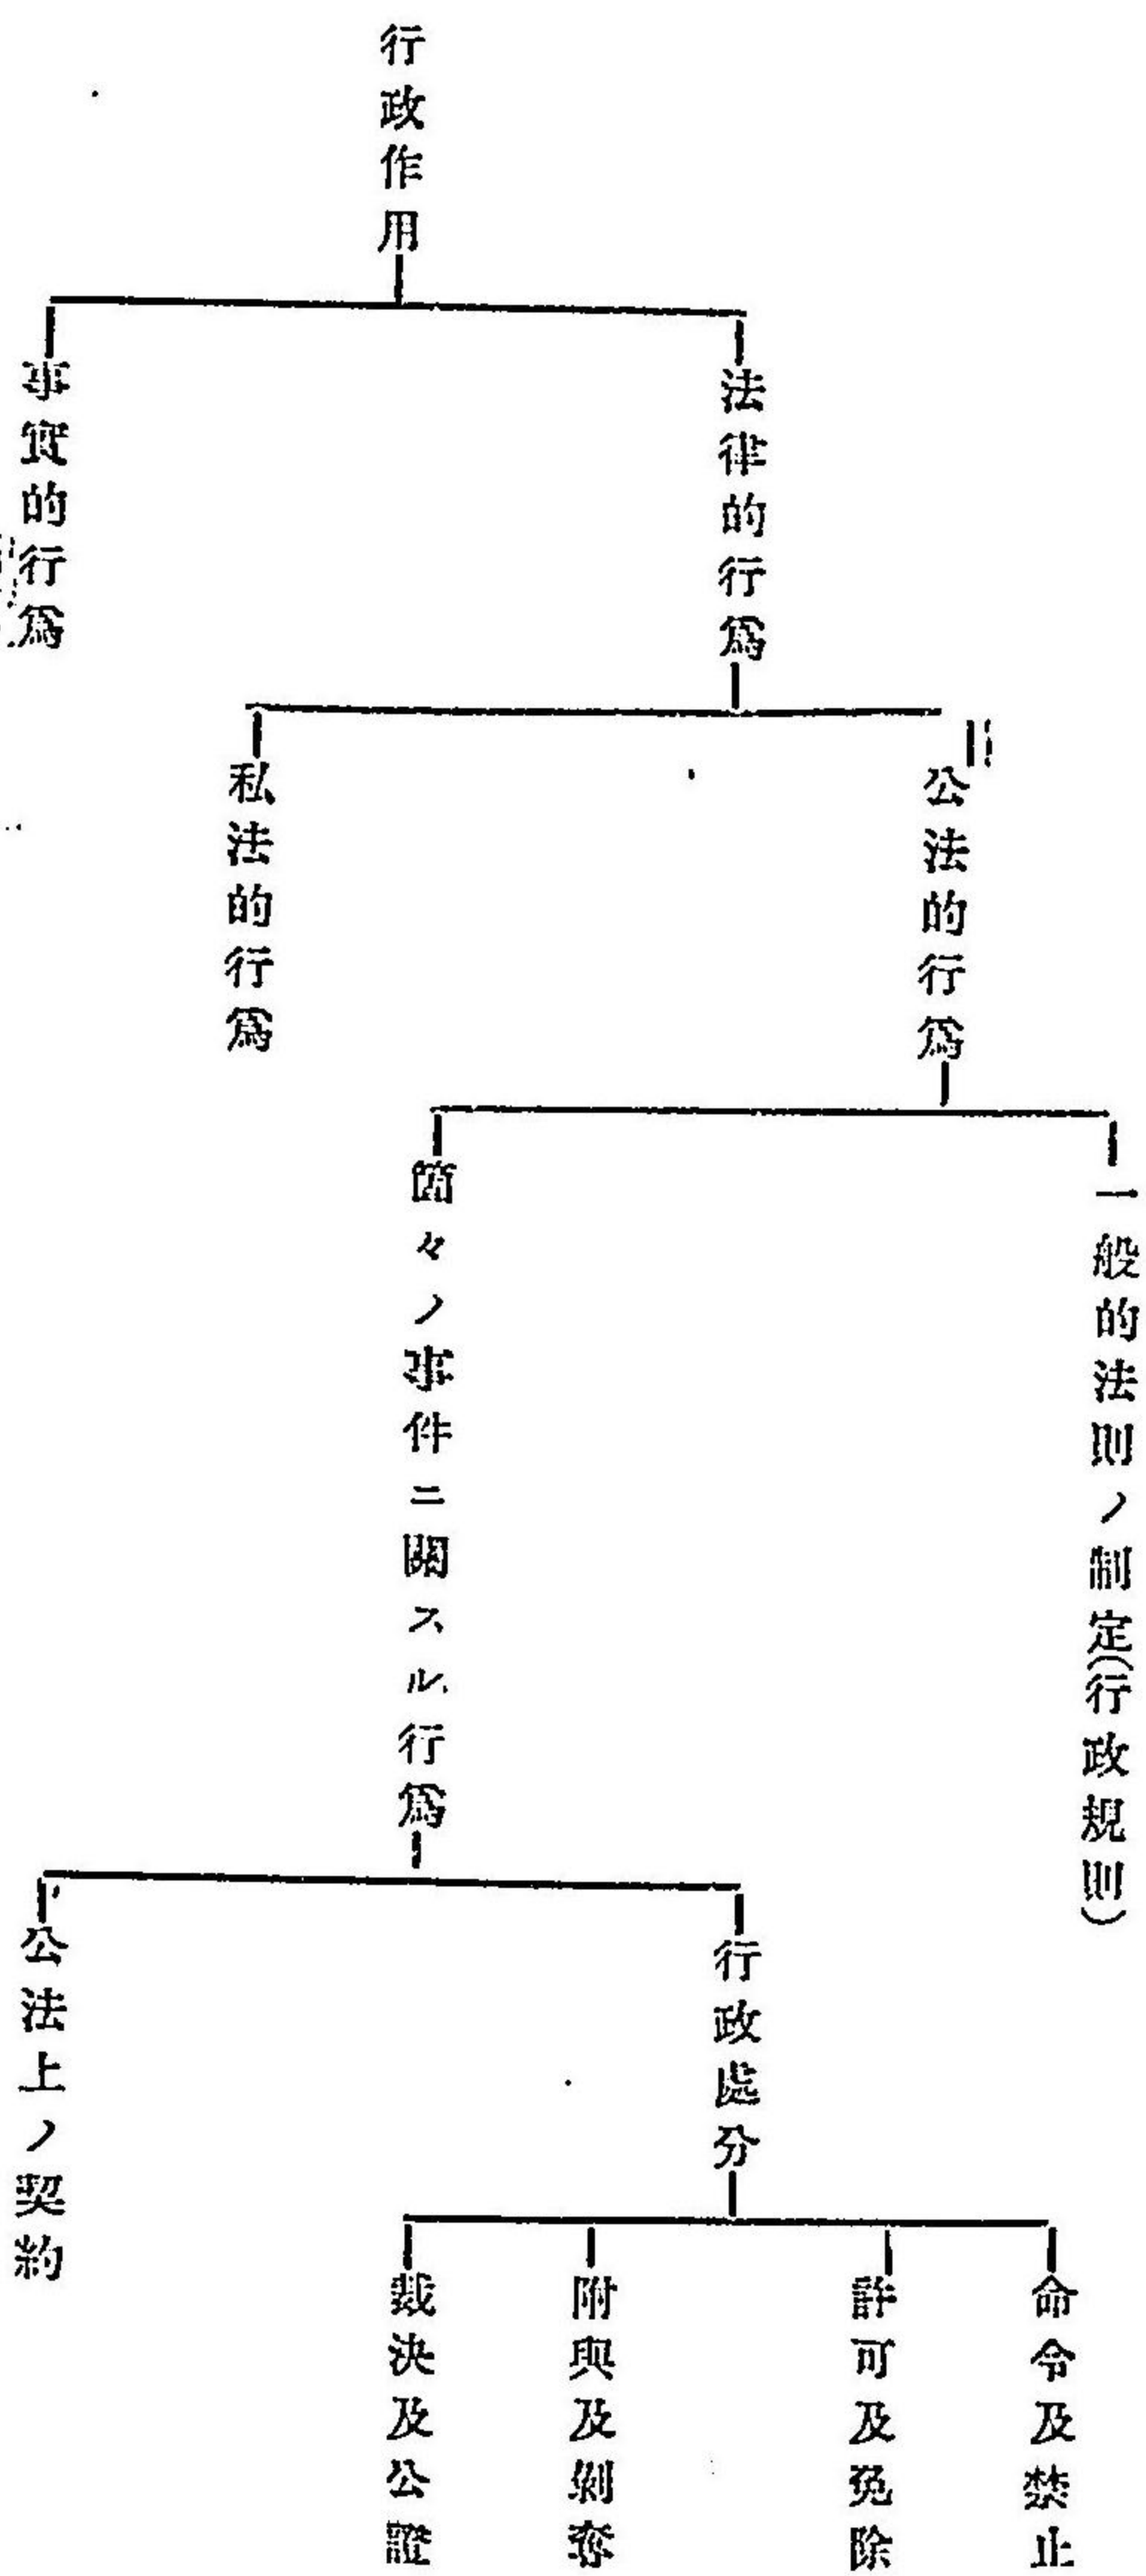 行政作用
法律的行爲
事實的行爲
公法的行爲
私法的行爲
一般的法則ノ制定(行政規則)
箇々ノ事件ニ關スル行爲
行政處分
公法上ノ契約
命令及禁止
許可及免除
附與及剝奪
裁決及公證